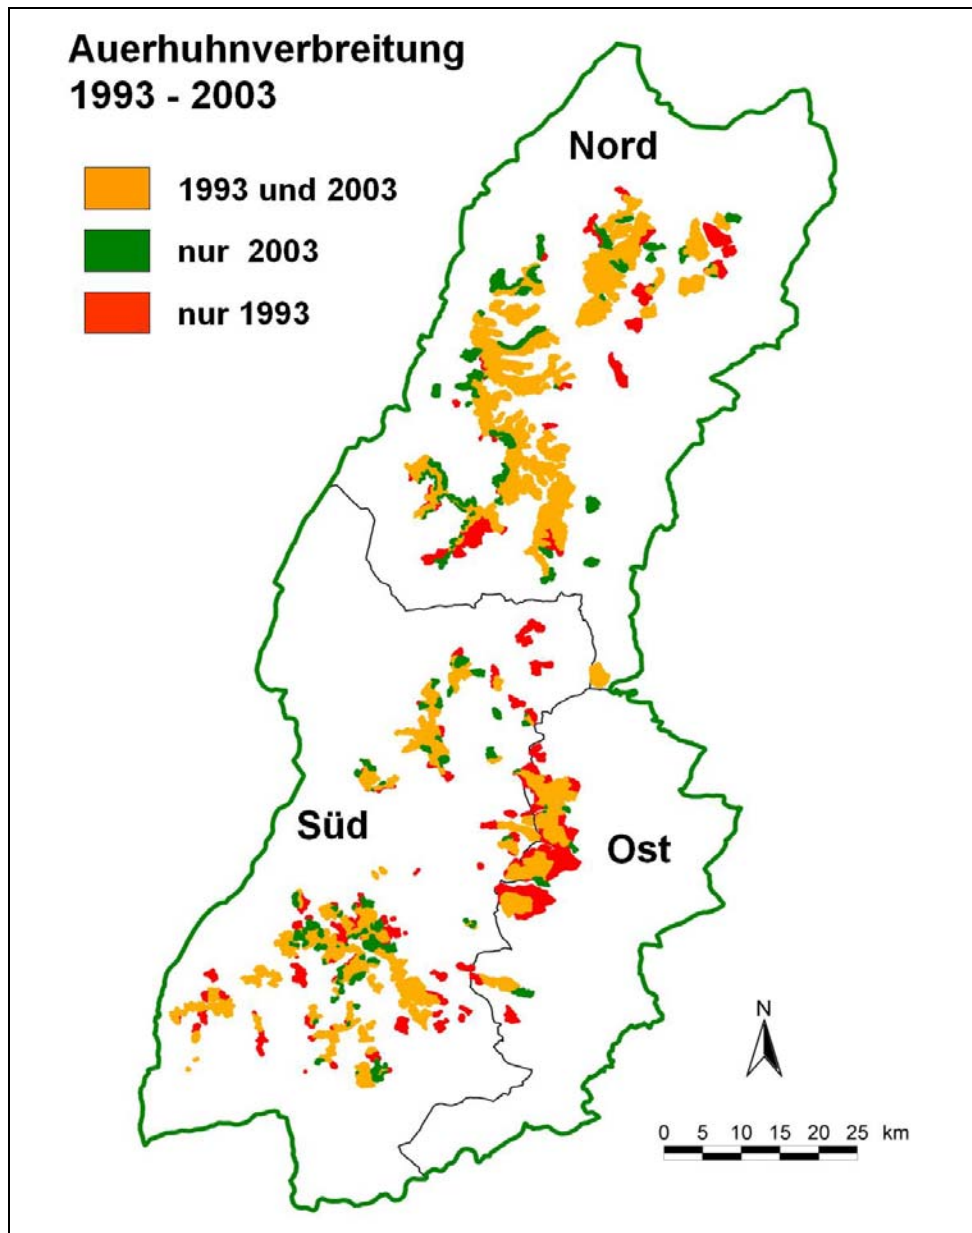 Auerhuhnverbreitung
1993 - 2003
1993 und 2003
nur 2003
nur 1993
Nord
Süd
Ost
N
0 5 10 15 20 25 km